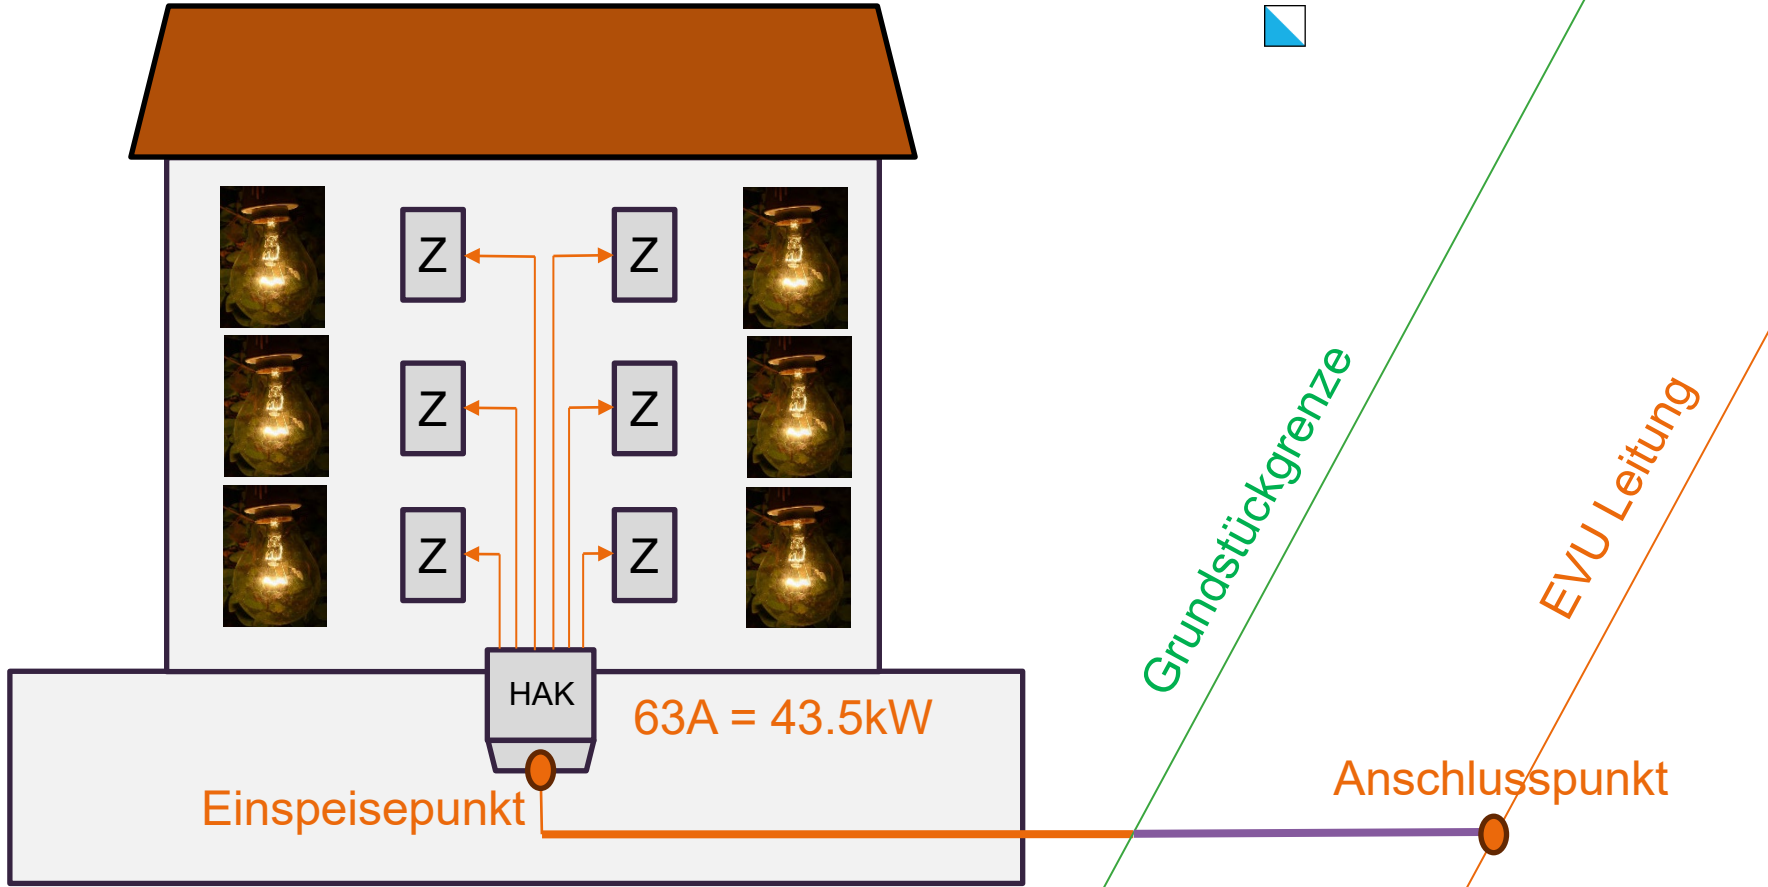 Z
Z
Z
Z
Z
Z
HAK
63A = 43.5kW
Einspeisepunkt
Grundstückgrenze
EVU Leitung
Anschlusspunkt